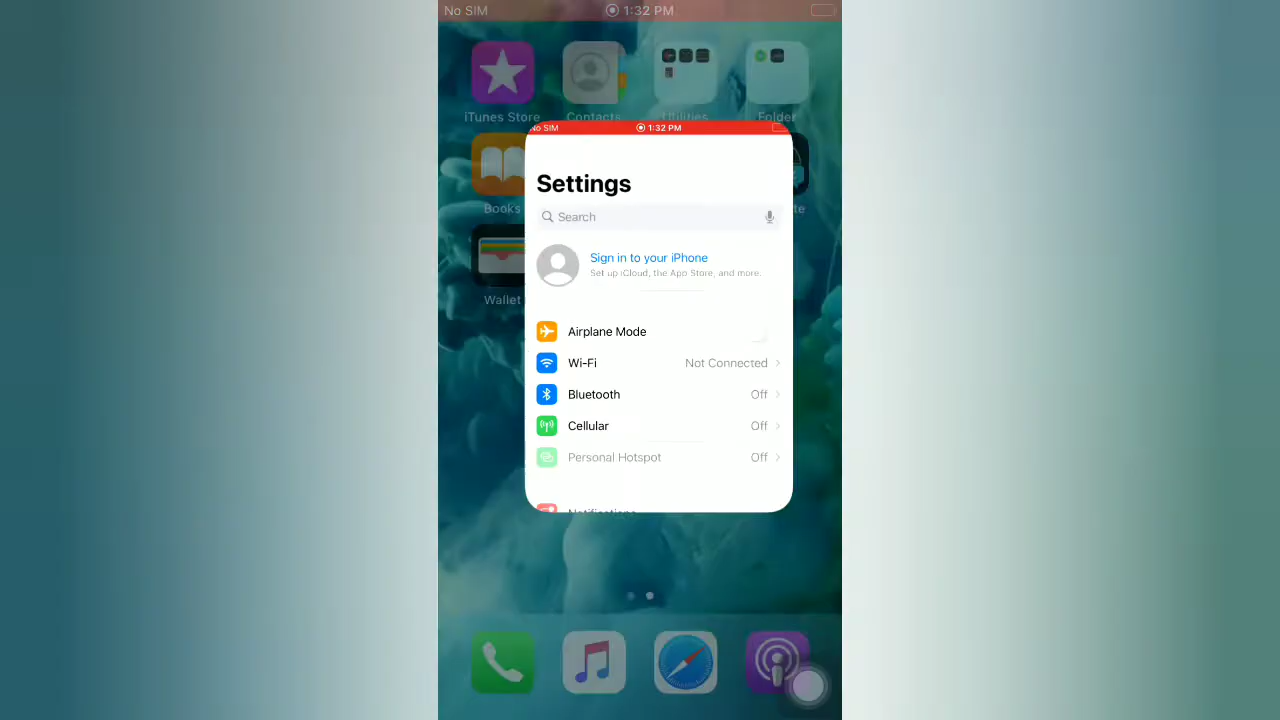 No SIM 1:32 PM
iTunes Store Contacts Utilities Folder
No SIM 1:32 PM
Settings
Books
Search
Sign in to your iPhone
Set up iCloud, the App Store, and more.
Wallet
Airplane Mode
Wi-Fi Not Connected
Bluetooth Off
Cellular Off
Personal Hotspot Off
Notifications